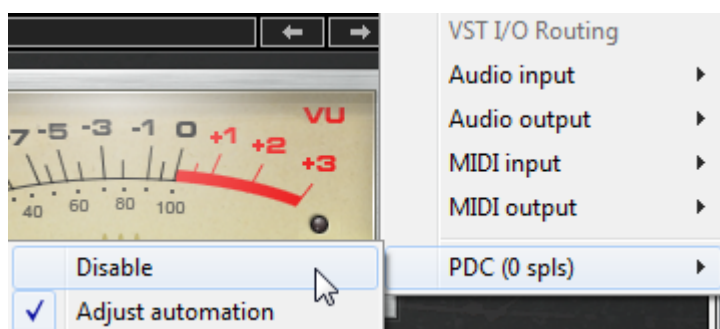 VST I/O Routing
Audio input
Audio output
MIDI input
MIDI output
PDC (0 spls)
VU
7 -5 -3 -1 0 +1 +2 +3
40 60 80 100
Disable
Adjust automation